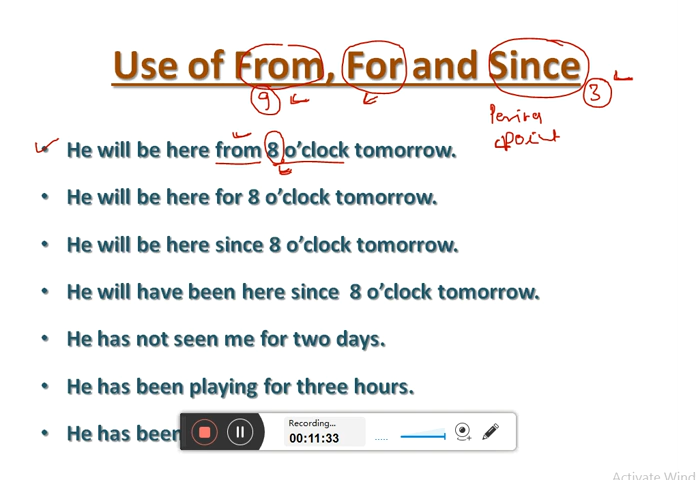 Use of From, For and Since
9
3
point
• He will be here from 8 o’clock tomorrow.
• He will be here for 8 o’clock tomorrow.
• He will be here since 8 o’clock tomorrow.
• He will have been here since 8 o’clock tomorrow.
• He has not seen me for two days.
• He has been playing for three hours.
• He has been
Recording...
00:11:33
Activate Wind